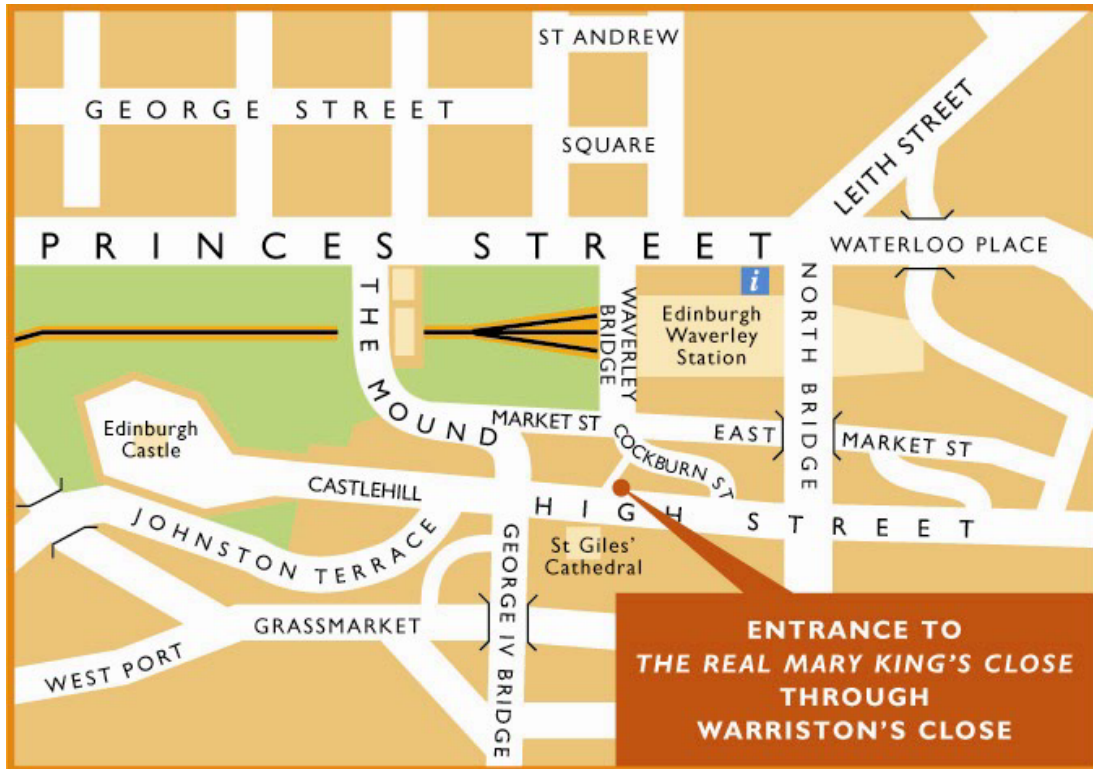 ST ANDREW
SQUARE
GEORGE STREET
LEITH STREET
PRINCES STREET
WATERLOO PLACE
THE MOUND
WAVERLEY
BRIDGE
i
Edinburgh
Waverley
Station
NORTH BRIDGE
MARKET ST
EAST
MARKET ST
Edinburgh
Castle
COCKBURN ST
CASTLEHILL
HIGH STREET
JOHNSTON TERRACE
St Giles'
Cathedral
GEORGE IV BRIDGE
GRASSMARKET
WEST PORT
ENTRANCE TO
THE REAL MARY KING'S CLOSE
THROUGH
WARRISTON'S CLOSE